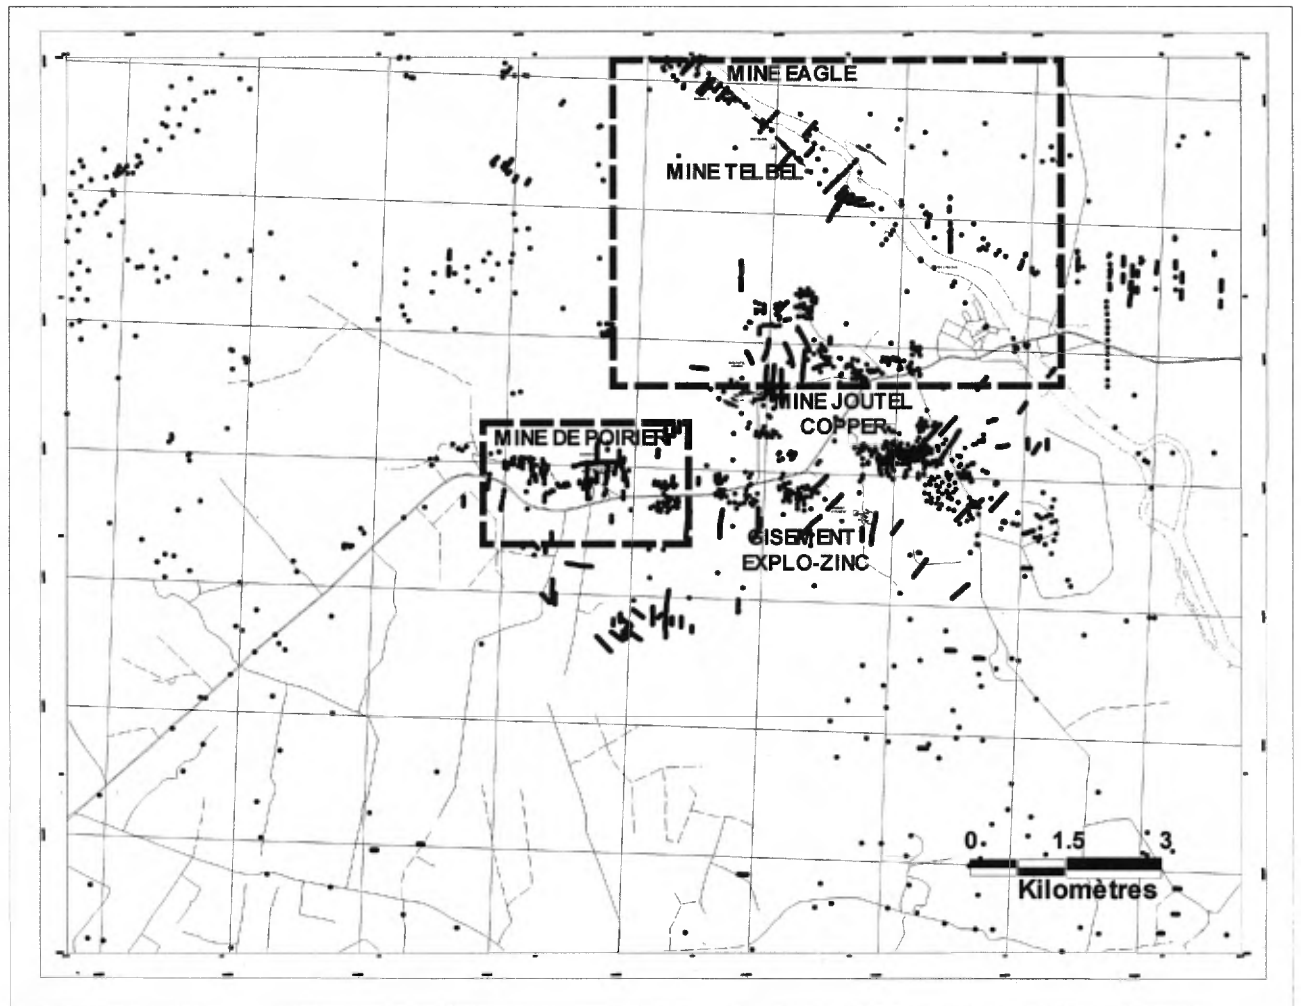 MINE EAGLE
MINE TELBEL
MINE JOUTEL
COPPER
MINE DE POIRIER
GISEMENT
EXPLO-ZINC
0 1.5 3
Kilomètres